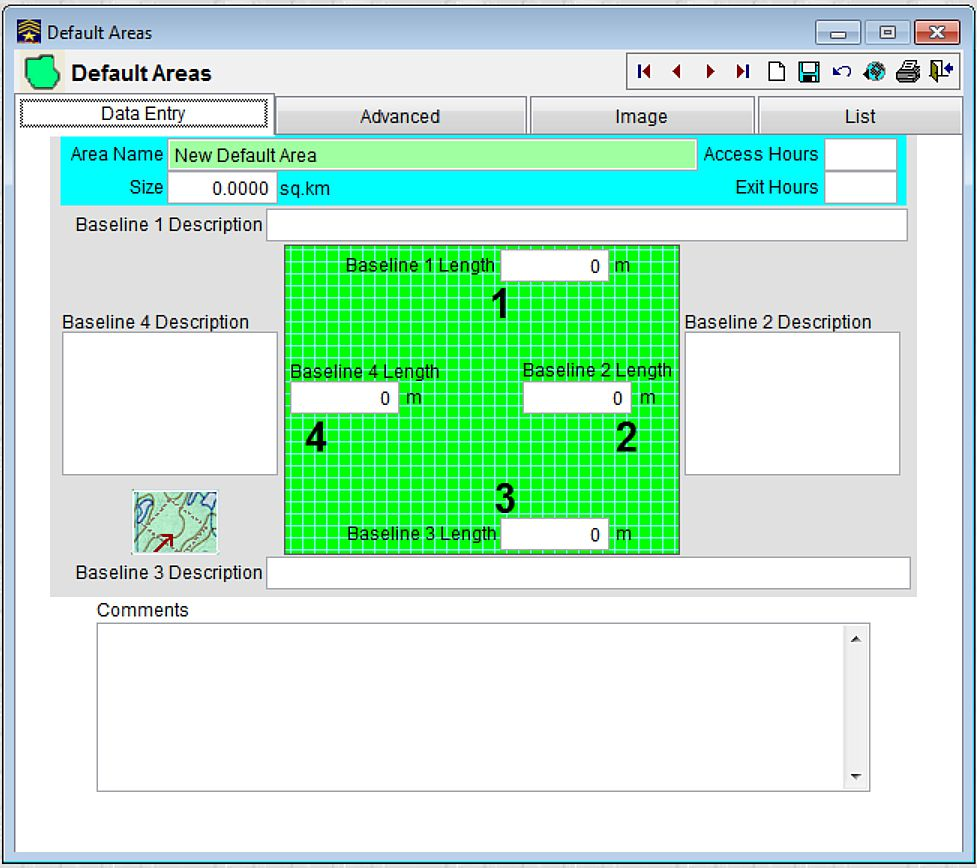 Default Areas
Default Areas
Data Entry Advanced Image List
Area Name New Default Area Access Hours
Size 0.0000 sq.km Exit Hours
Baseline 1 Description
Baseline 1 Length 0 m
1
Baseline 4 Description Baseline 2 Description
Baseline 4 Length Baseline 2 Length
0 m 0 m
4 2
3
Baseline 3 Length 0 m
Baseline 3 Description
Comments